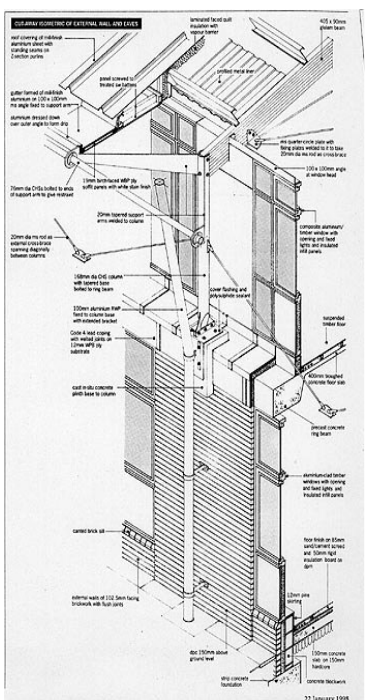 CUT-AWAY ISOMETRIC OF EXTERNAL WALL AND EAVES
roof covering of millfinish
aluminium sheet with
standing seams on
Z-section purlins
laminated faced quilt
insulation with
vapour barrier
405 x 90mm
glulam beam
panel screwed to
treated sw battens
profiled metal liner
gutter formed of millfinish
aluminium on 100 x 100mm
ms angle fixed to support arm
aluminium dressed down
over outer angle to form drip
ms quarter-circle plate with
fixing plates welded to it to take
20mm dia ms rod as cross brace
100 x 100mm angle
at window head
76mm dia CHSs bolted to ends
of support arm to give restraint
12mm birch-faced WBP ply
soffit panels with white stain finish
20mm tapered support
arms welded to column
composite aluminium/
timber window with
opening and fixed
lights and insulated
infill panels
20mm dia ms rod as
external cross-brace
spanning diagonally
between columns
168mm dia CHS column
with tapered base
bolted to ring beam
cover flashing and
polysulphide sealant
100mm aluminium RWP
fixed to column base
with extended bracket
suspended
timber floor
Code 4 lead coping
with welted joints on
12mm WPB ply
substrate
400mm troughed
concrete floor slab
cast in-situ concrete
plinth base to column
precast concrete
ring beam
aluminium-clad timber
windows with opening
and fixed lights and
insulated infill panels
canted brick sill
floor finish on 65mm
sand/cement screed
and 50mm rigid
insulation board on
dpm
external walls of 102.5mm facing
brickwork with flush joints
12mm pine
skirting
dpc 150mm above
ground level
150mm concrete
slab on 150mm
hardcore
strip concrete
foundation
concrete blockwork
22 January 1998